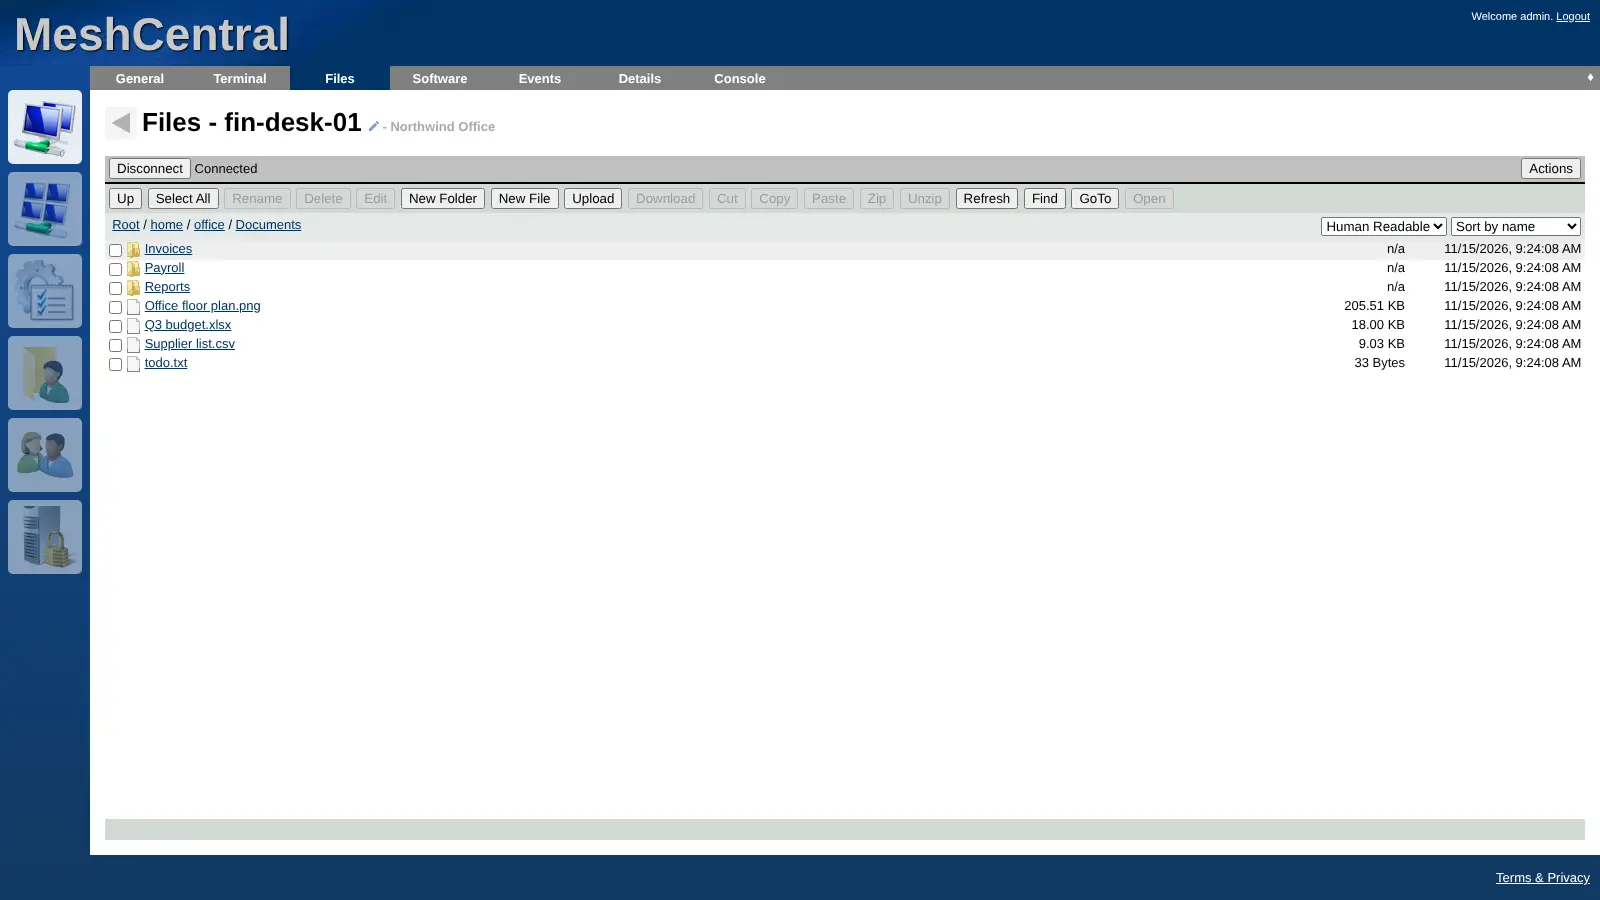 MeshCentral
Welcome admin. Logout
General Terminal Files Software Events Details Console
Files - fin-desk-01 - Northwind Office
Disconnect Connected Actions
Up Select All Rename Delete Edit New Folder New File Upload Download Cut Copy Paste Zip Unzip Refresh Find GoTo Open
Root / home / office / Documents Human Readable Sort by name
Invoices n/a 11/15/2026, 9:24:08 AM
Payroll n/a 11/15/2026, 9:24:08 AM
Reports n/a 11/15/2026, 9:24:08 AM
Office floor plan.png 205.51 KB 11/15/2026, 9:24:08 AM
Q3 budget.xlsx 18.00 KB 11/15/2026, 9:24:08 AM
Supplier list.csv 9.03 KB 11/15/2026, 9:24:08 AM
todo.txt 33 Bytes 11/15/2026, 9:24:08 AM
Terms & Privacy